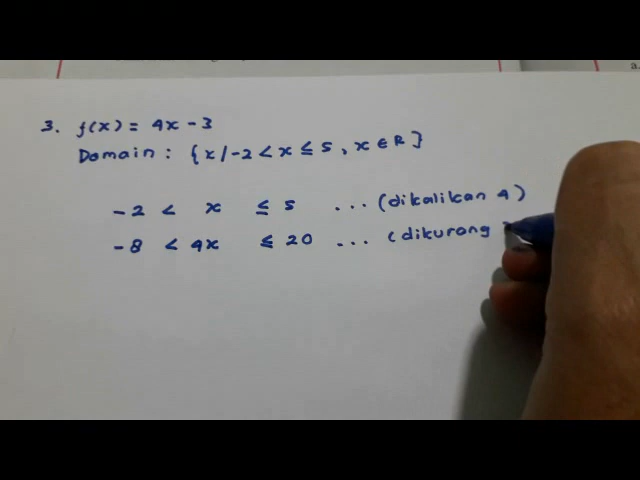 3. f(x) = 4x - 3
Domain : {x/-2 < x ≤ 5, x ∈ R}
-2 < x ≤ 5 ... (dikalikan 4)
-8 < 4x ≤ 20 ... (dikurang